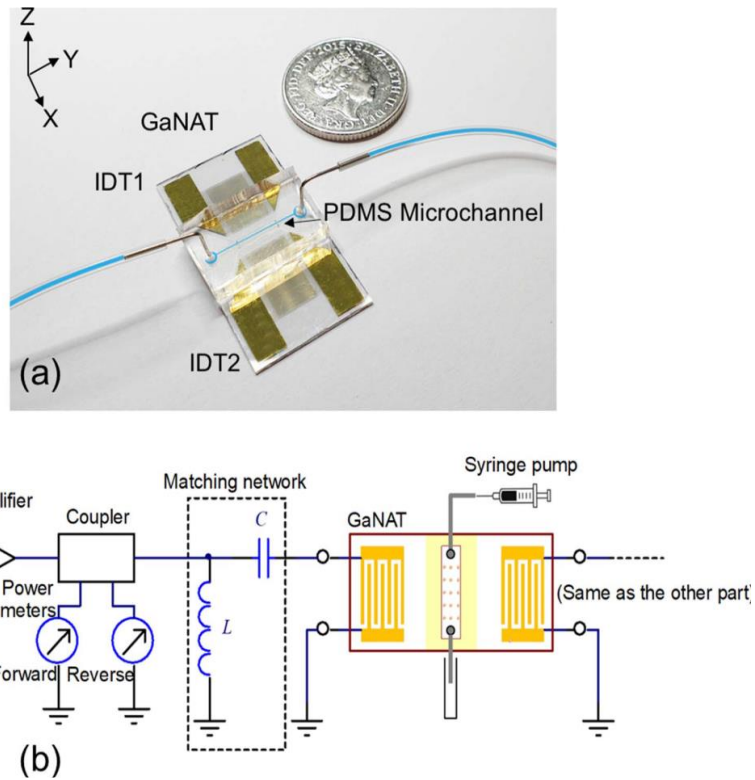 Z
Y
X
GaNAT
IDT1
PDMS Microchannel
IDT2
(a)
Syringe pump
Matching network
lifier
Coupler
C
GaNAT
Power
meters
L
(Same as the other part)
Forward
Reverse
(b)